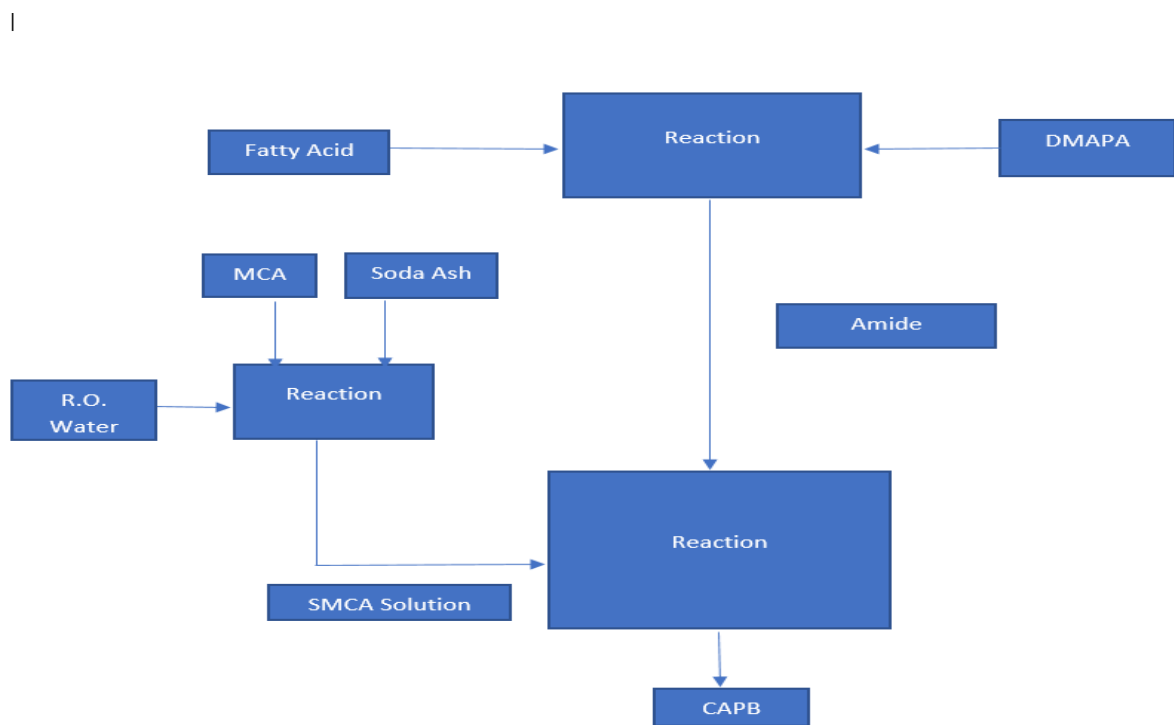 Fatty Acid
Reaction
DMAPA
MCA
Soda Ash
Amide
Reaction
R.O.
Water
Reaction
SMCA Solution
CAPB